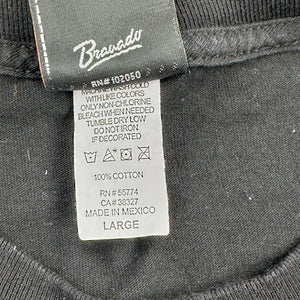 Bravado
RN# 102050
MACHINE WASH COLD
WITH LIKE COLORS
ONLY NON-CHLORINE
BLEACH WHEN NEEDED
TUMBLE DRY LOW
DO NOT IRON
IF DECORATED
100% COTTON
RN # 55774
CA # 38327
MADE IN MEXICO
LARGE